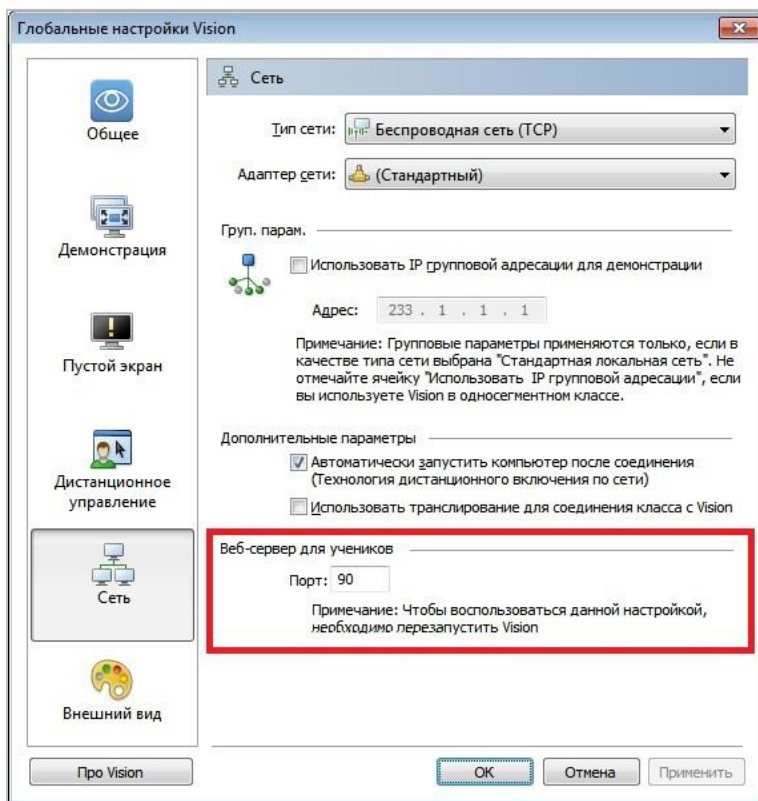 Глобальные настройки Vision
Общее
Демонстрация
Пустой экран
Дистанционное
управление
Сеть
Внешний вид
Про Vision
Сеть
Тип сети: Беспроводная сеть (TCP)
Адаптер сети: (Стандартный)
Груп. парам.
Использовать IP групповой адресации для демонстрации
Адрес: 233 . 1 . 1 . 1
Примечание: Групповые параметры применяются только, если в
качестве типа сети выбрана "Стандартная локальная сеть". Не
отмечайте ячейку "Использовать IP групповой адресации", если
вы используете Vision в односегментном классе.
Дополнительные параметры
Автоматически запустить компьютер после соединения
(Технология дистанционного включения по сети)
Использовать транслирование для соединения класса с Vision
Веб-сервер для учеников
Порт: 90
Примечание: Чтобы воспользоваться данной настройкой,
необходимо перезапустить Vision
ОК
Отмена
Применить